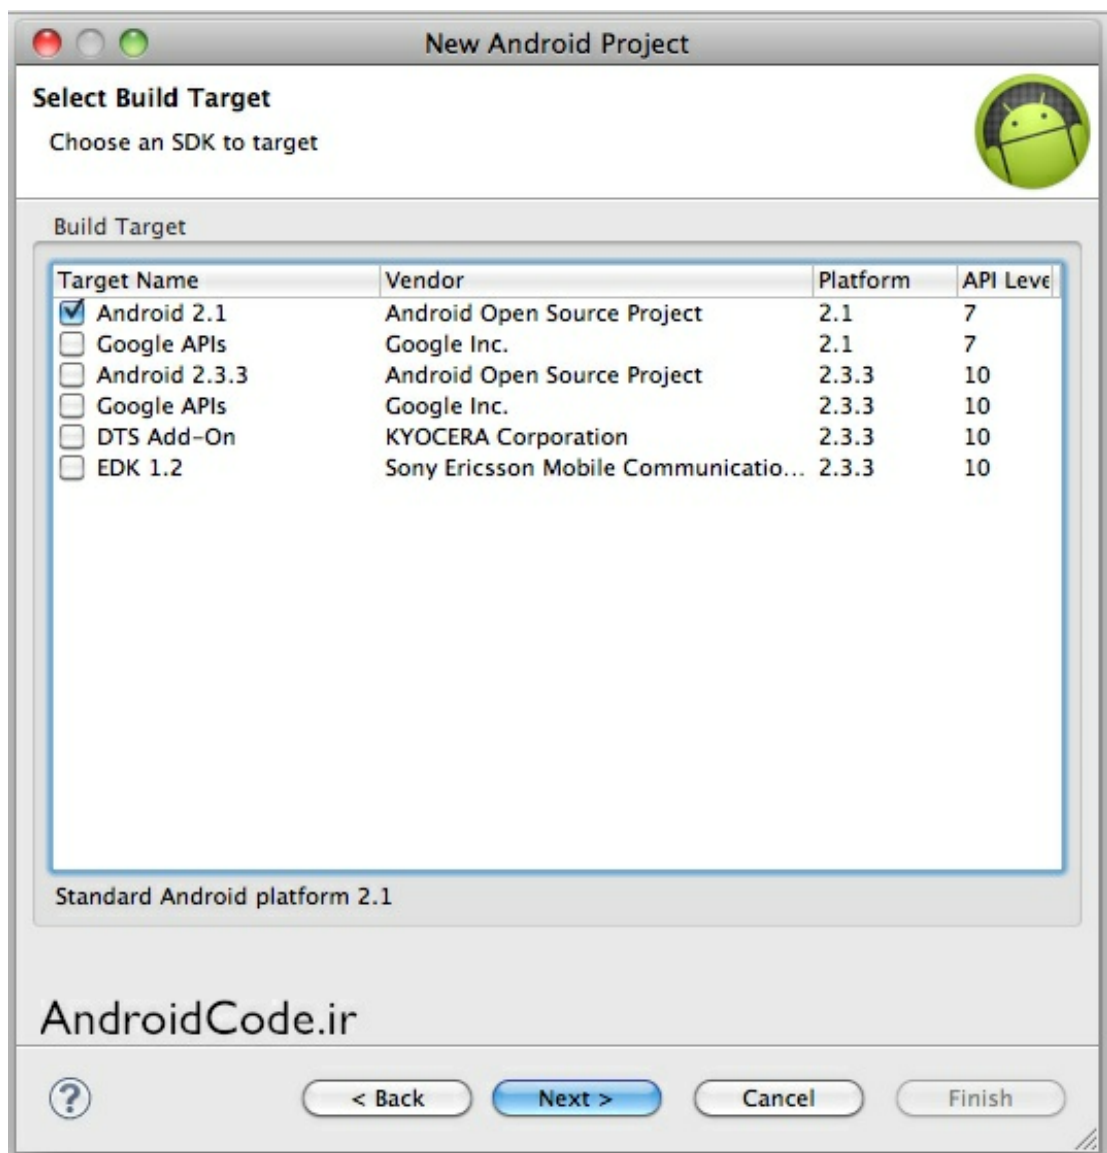 New Android Project
Select Build Target
Choose an SDK to target
Build Target
Target Name Vendor Platform API Leve
Android 2.1 Android Open Source Project 2.1 7
Google APIs Google Inc. 2.1 7
Android 2.3.3 Android Open Source Project 2.3.3 10
Google APIs Google Inc. 2.3.3 10
DTS Add-On KYOCERA Corporation 2.3.3 10
EDK 1.2 Sony Ericsson Mobile Communicatio... 2.3.3 10
Standard Android platform 2.1
AndroidCode.ir
? < Back Next > Cancel Finish